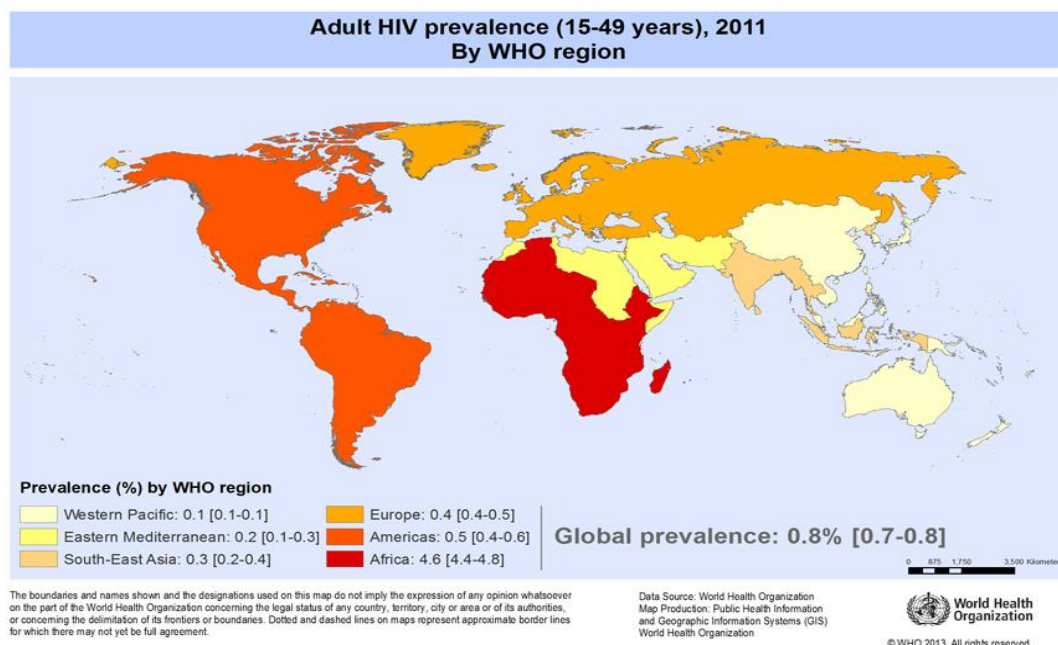 Adult HIV prevalence (15-49 years), 2011
By WHO region
Prevalence (%) by WHO region
Western Pacific: 0.1 [0.1-0.1]
Eastern Mediterranean: 0.2 [0.1-0.3]
South-East Asia: 0.3 [0.2-0.4]
Europe: 0.4 [0.4-0.5]
Americas: 0.5 [0.4-0.6]
Africa: 4.6 [4.4-4.8]
Global prevalence: 0.8% [0.7-0.8]
0 875 1,750 3,500 Kilometer
The boundaries and names shown and the designations used on this map do not imply the expression of any opinion whatsoever
on the part of the World Health Organization concerning the legal status of any country, territory, city or area or of its authorities,
or concerning the delimitation of its frontiers or boundaries. Dotted and dashed lines on maps represent approximate border lines
for which there may not yet be full agreement.
Data Source: World Health Organization
Map Production: Public Health Information
and Geographic Information Systems (GIS)
World Health Organization
World Health
Organization
© WHO 2013. All rights reserved